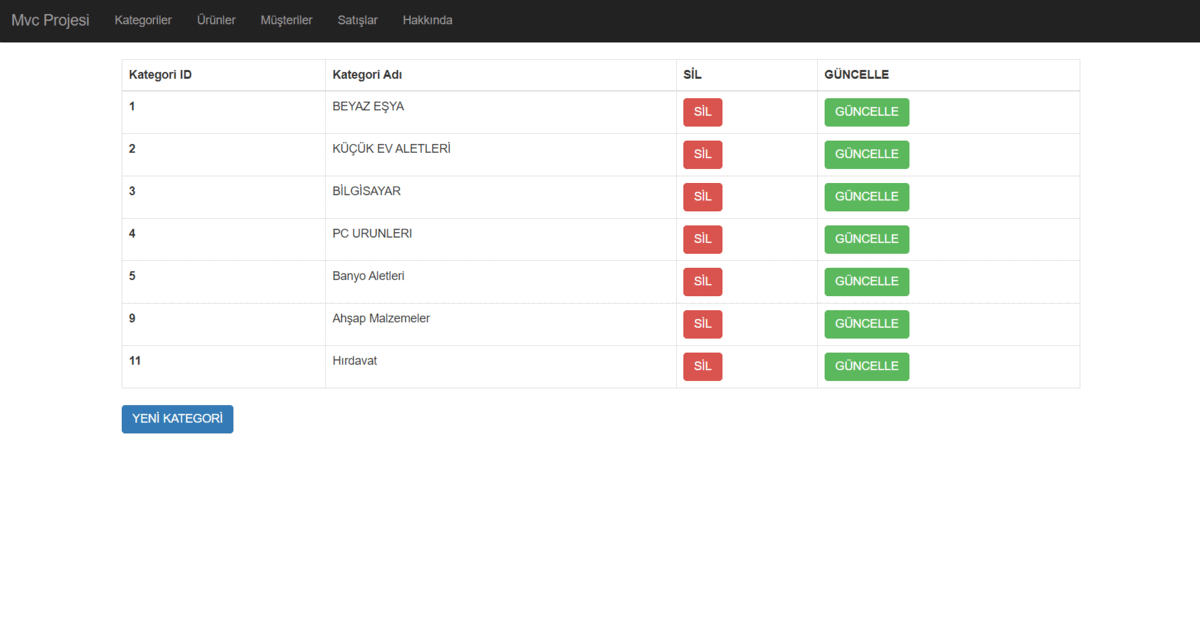 Mvc Projesi Kategoriler Ürünler Müşteriler Satışlar Hakkında
Kategori ID Kategori Adı SİL GÜNCELLE
1 BEYAZ EŞYA SİL GÜNCELLE
2 KÜÇÜK EV ALETLERİ SİL GÜNCELLE
3 BİLGİSAYAR SİL GÜNCELLE
4 PC URUNLERI SİL GÜNCELLE
5 Banyo Aletleri SİL GÜNCELLE
9 Ahşap Malzemeler SİL GÜNCELLE
11 Hırdavat SİL GÜNCELLE
YENİ KATEGORİ